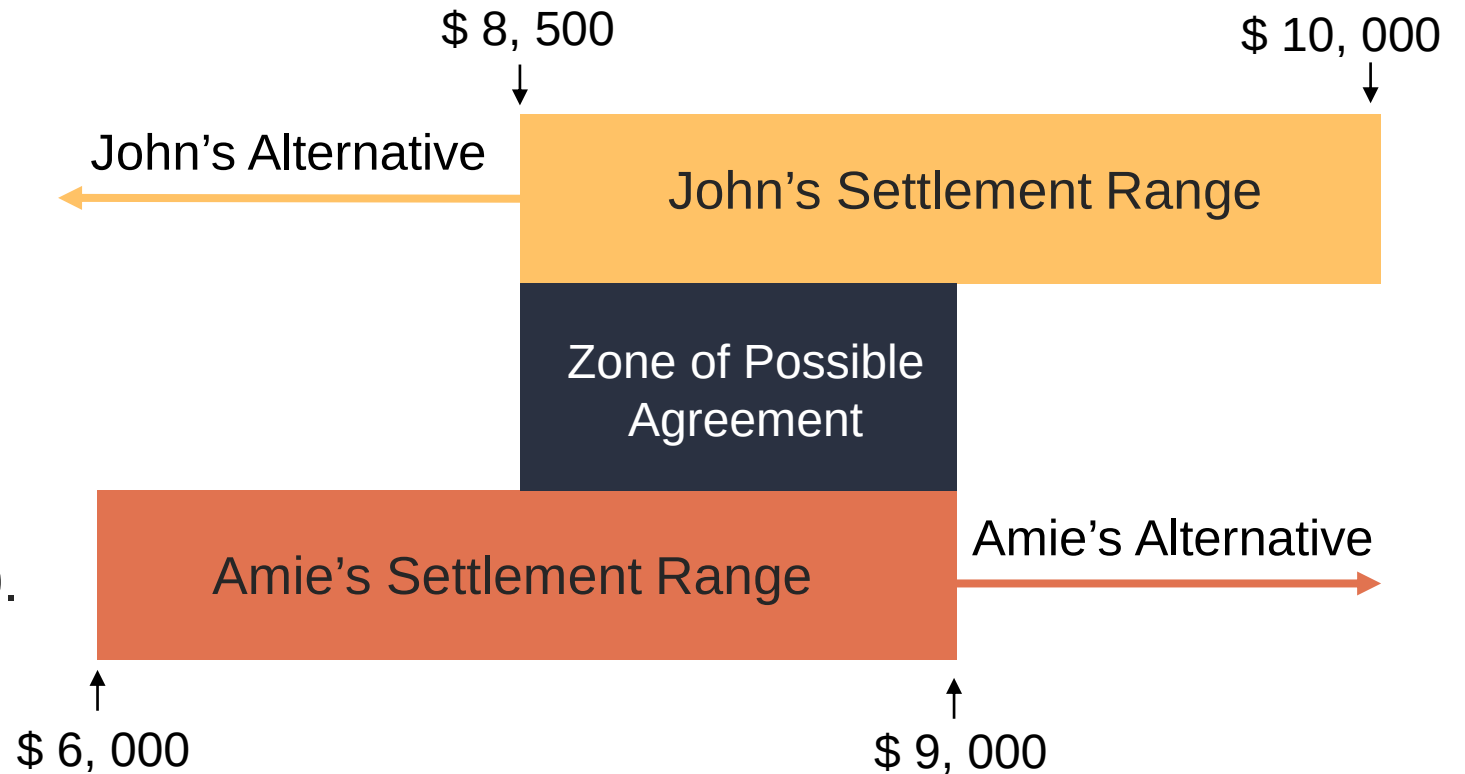 $ 8, 500
$ 10, 000
John's Alternative
John's Settlement Range
Zone of Possible
Agreement
Amie's Alternative
Amie's Settlement Range
.
$ 6, 000
$ 9, 000